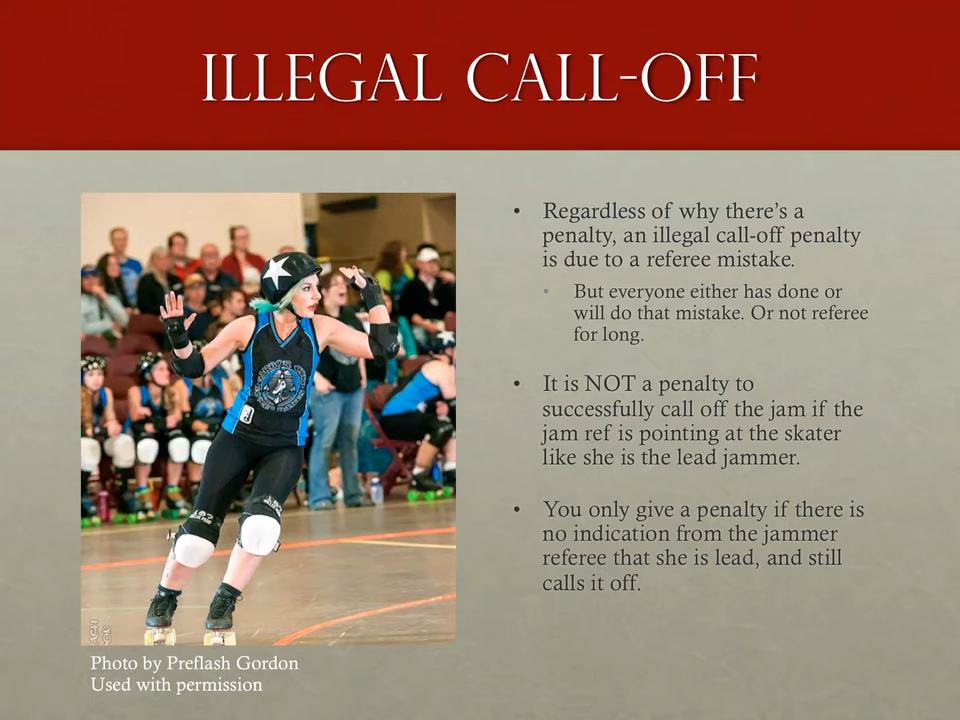 ILLEGAL CALL-OFF
• Regardless of why there's a
penalty, an illegal call-off penalty
is due to a referee mistake.
• But everyone either has done or
will do that mistake. Or not referee
for long.
• It is NOT a penalty to
successfully call off the jam if the
jam ref is pointing at the skater
like she is the lead jammer.
• You only give a penalty if there is
no indication from the jammer
referee that she is lead, and still
calls it off.
Photo by Preflash Gordon
Used with permission